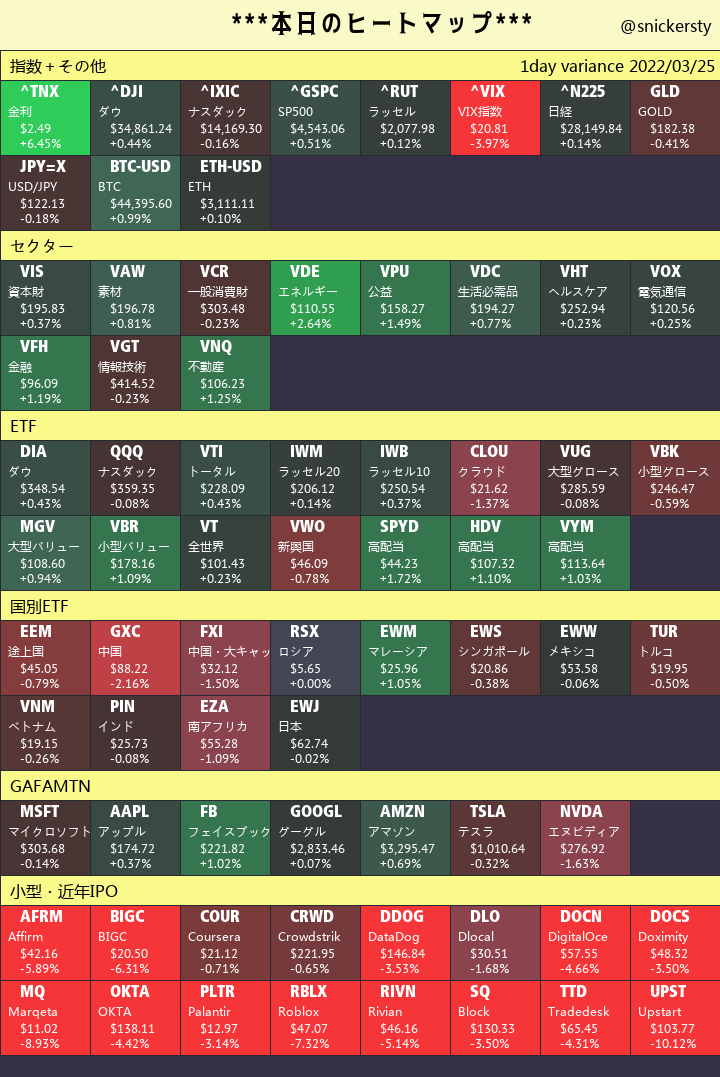 ***本日のヒートマップ***
@snickersty
指数+その他 1day variance 2022/03/25
^TNX ^DJI ^IXIC ^GSPC ^RUT ^VIX ^N225 GLD
金利 ダウ ナスダック SP500 ラッセル VIX指数 日経 GOLD
$2.49 $34,861.24 $14,169.30 $4,543.06 $2,077.98 $20.81 $28,149.84 $182.38
+6.45% +0.44% -0.16% +0.51% +0.12% -3.97% +0.14% -0.41%
JPY=X BTC-USD ETH-USD
USD/JPY BTC ETH
$122.13 $44,395.60 $3,111.11
-0.18% +0.99% +0.10%
セクター
VIS VAW VCR VDE VPU VDC VHT VOX
資本財 素材 一般消費財 エネルギー 公益 生活必需品 ヘルスケア 電気通信
$195.83 $196.78 $303.48 $110.55 $158.27 $194.27 $252.94 $120.56
+0.37% +0.81% -0.23% +2.64% +1.49% +0.77% +0.23% +0.25%
VFH VGT VNQ
金融 情報技術 不動産
$96.09 $414.52 $106.23
+1.19% -0.23% +1.25%
ETF
DIA QQQ VTI IWM IWB CLOU VUG VBK
ダウ ナスダック トータル ラッセル20 ラッセル10 クラウド 大型グロース 小型グロース
$348.54 $359.35 $228.09 $206.12 $250.54 $21.62 $285.59 $246.47
+0.43% -0.08% +0.43% +0.14% +0.37% -1.37% -0.08% -0.59%
MGV VBR VT VWO SPYD HDV VYM
大型バリュー 小型バリュー 全世界 新興国 高配当 高配当 高配当
$108.60 $178.16 $101.43 $46.09 $44.23 $107.32 $113.64
+0.94% +1.09% +0.23% -0.78% +1.72% +1.10% +1.03%
国別ETF
EEM GXC FXI RSX EWM EWS EWW TUR
途上国 中国 中国・大キャッ ロシア マレーシア シンガポール メキシコ トルコ
$45.05 $88.22 $32.12 $5.65 $25.96 $20.86 $53.58 $19.95
-0.79% -2.16% -1.50% +0.00% +1.05% -0.38% -0.06% -0.50%
VNM PIN EZA EWJ
ベトナム インド 南アフリカ 日本
$19.15 $25.73 $55.28 $62.74
-0.26% -0.08% -1.09% -0.02%
GAFAMTN
MSFT AAPL FB GOOGL AMZN TSLA NVDA
マイクロソフト アップル フェイスブック グーグル アマゾン テスラ エヌビディア
$303.68 $174.72 $221.82 $2,833.46 $3,295.47 $1,010.64 $276.92
-0.14% +0.37% +1.02% +0.07% +0.69% -0.32% -1.63%
小型・近年IPO
AFRM BIGC COUR CRWD DDOG DLO DOCN DOCS
Affirm BIGC Coursera Crowdstrik DataDog Dlocal DigitalOce Doximity
$42.16 $20.50 $21.12 $221.95 $146.84 $30.51 $57.55 $48.32
-5.89% -6.31% -0.71% -0.65% -3.53% -1.68% -4.66% -3.50%
MQ OKTA PLTR RBLX RIVN SQ TTD UPST
Marqeta OKTA Palantir Roblox Rivian Block Tradedesk Upstart
$11.02 $138.11 $12.97 $47.07 $46.16 $130.33 $65.45 $103.77
-8.93% -4.42% -3.14% -7.32% -5.14% -3.50% -4.31% -10.12%